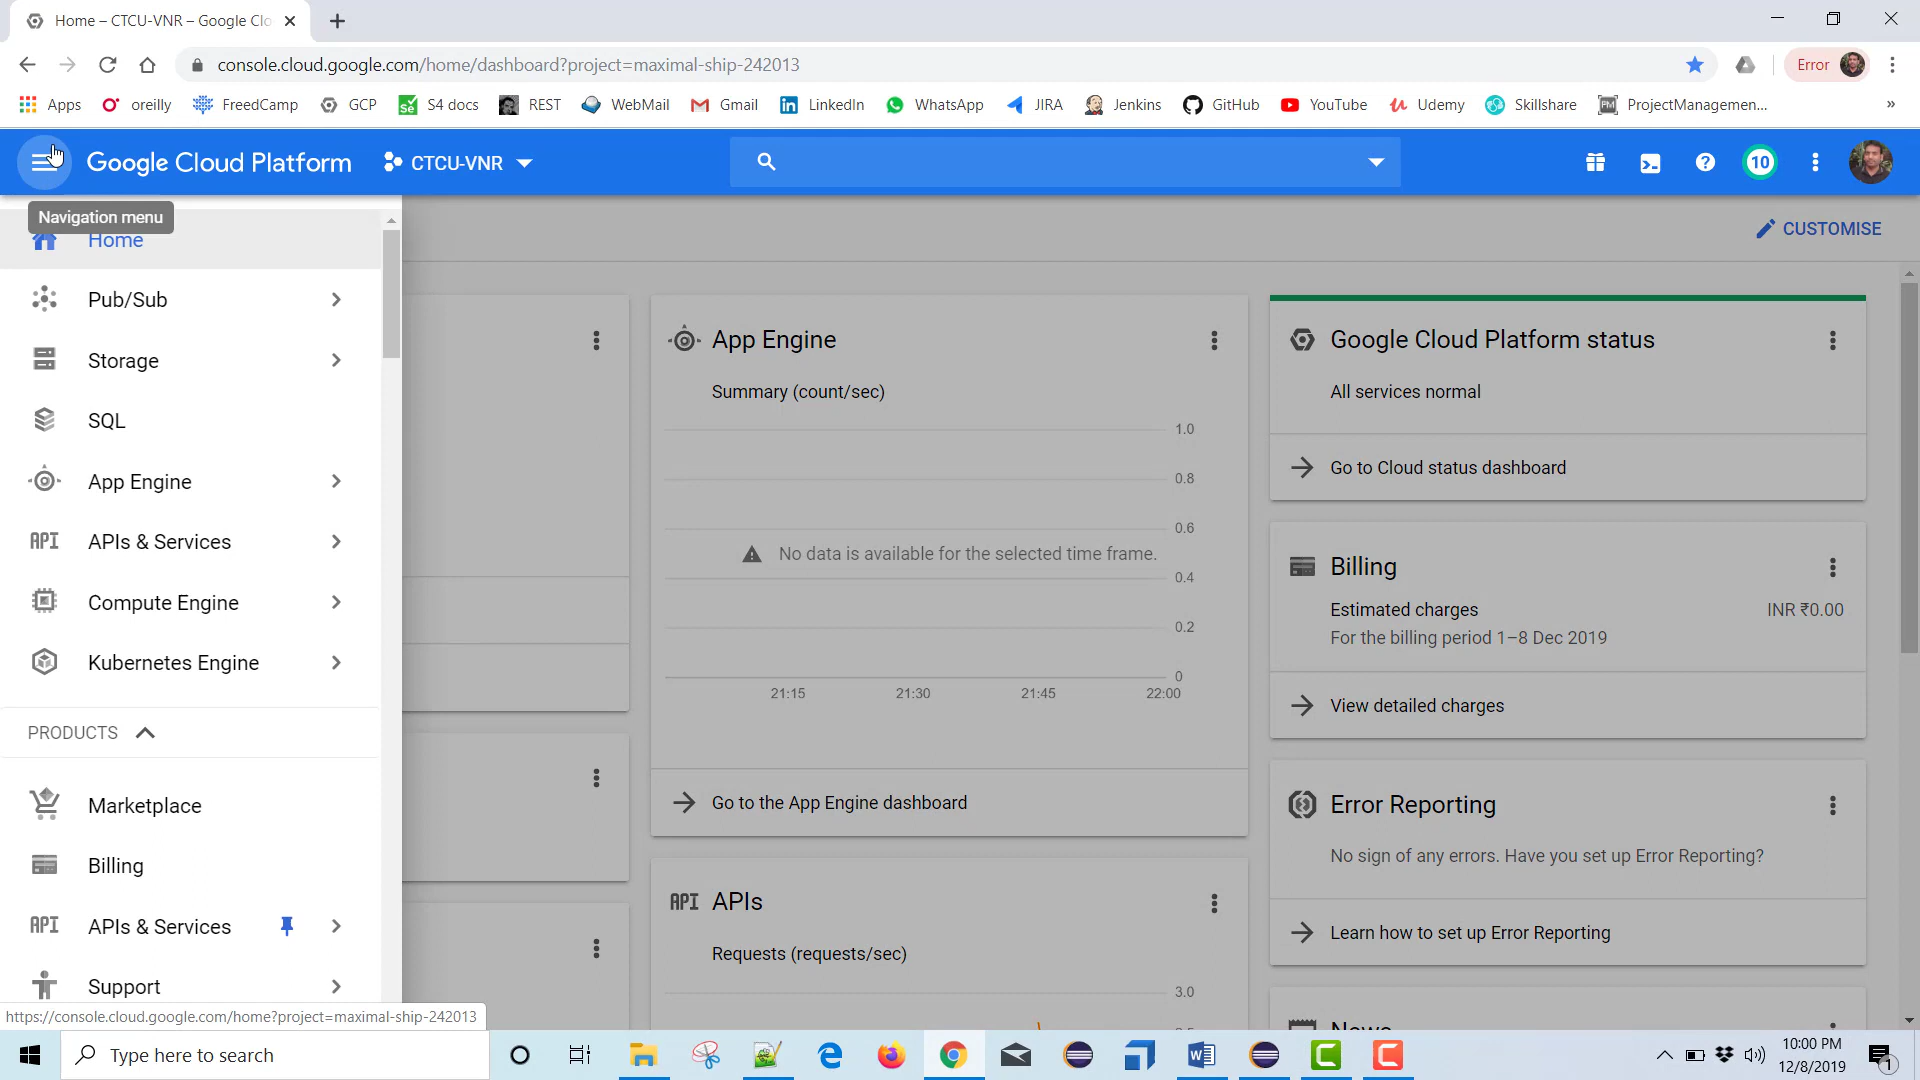 Home – CTCU-VNR – Google Clo
console.cloud.google.com/home/dashboard?project=maximal-ship-242013
Error
Apps
oreilly
FreedCamp
GCP
S4 docs
REST
WebMail
Gmail
LinkedIn
WhatsApp
JIRA
Jenkins
GitHub
YouTube
Udemy
Skillshare
ProjectManagemen...
»
Google Cloud Platform
CTCU-VNR
10
Navigation menu
Home
Pub/Sub
Storage
SQL
App Engine
API
APIs & Services
Compute Engine
Kubernetes Engine
PRODUCTS
Marketplace
Billing
API
APIs & Services
Support
https://console.cloud.google.com/home?project=maximal-ship-242013
CUSTOMISE
App Engine
Summary (count/sec)
1.0
0.8
0.6
No data is available for the selected time frame.
0.4
0.2
0
21:15
21:30
21:45
22:00
Go to the App Engine dashboard
API
APIs
Requests (requests/sec)
3.0
Google Cloud Platform status
All services normal
Go to Cloud status dashboard
Billing
Estimated charges
INR ₹0.00
For the billing period 1–8 Dec 2019
View detailed charges
Error Reporting
No sign of any errors. Have you set up Error Reporting?
Learn how to set up Error Reporting
News
Type here to search
10:00 PM
12/8/2019
1